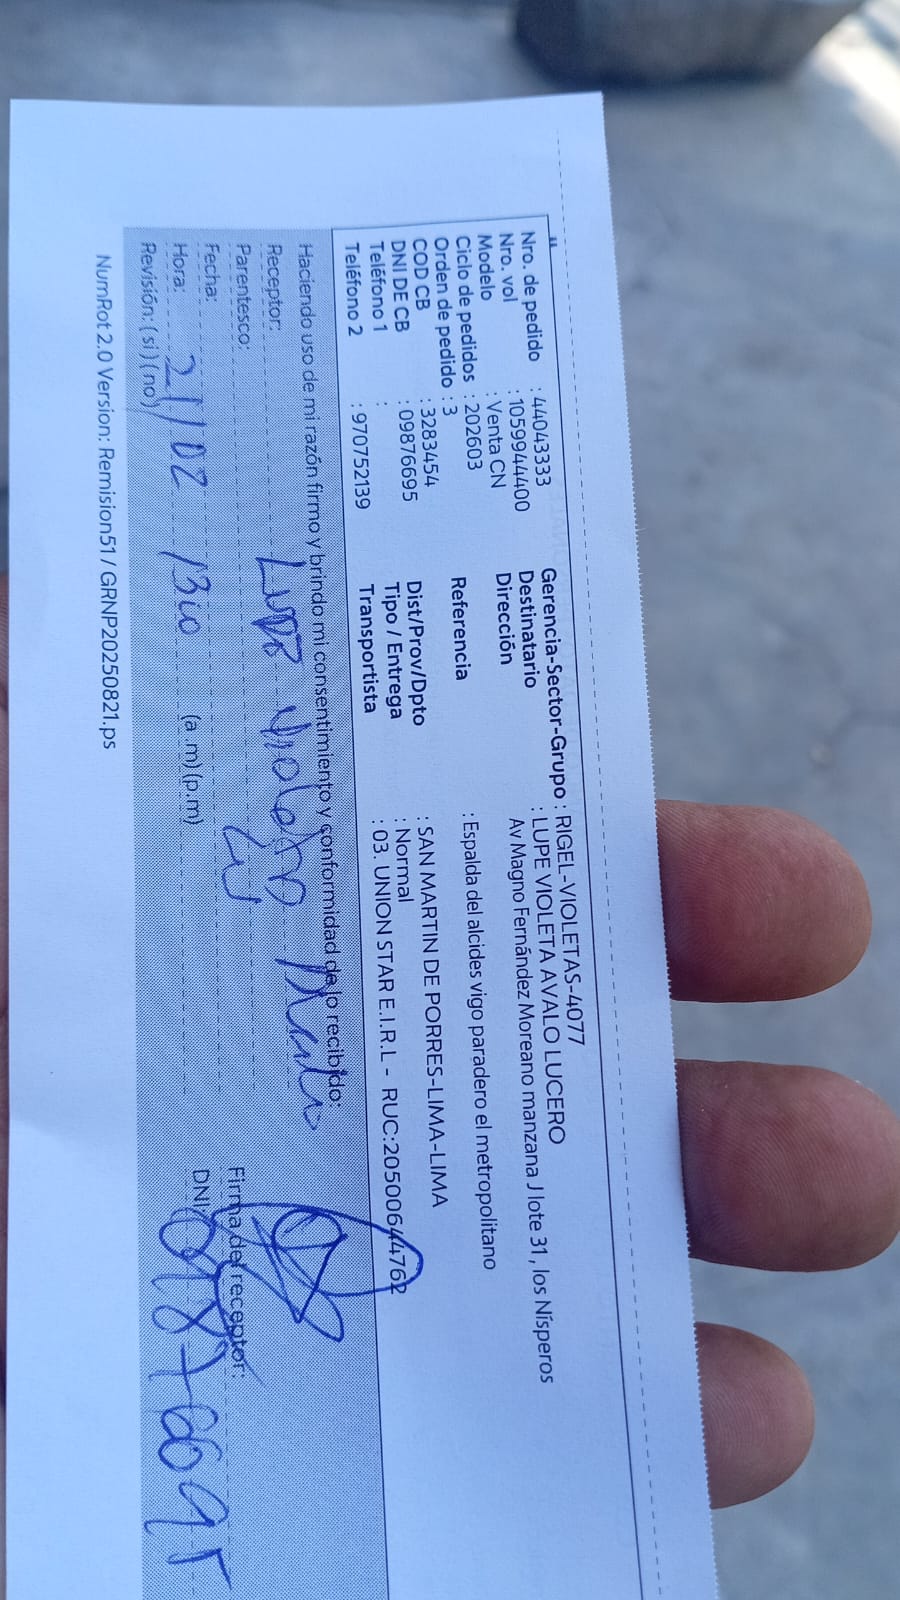 Nro. de pedido : 44043333
Nro. vol : 1059944400
Modelo : Venta CN
Ciclo de pedidos : 202603
Orden de pedido : 3
COD CB : 3283454
DNI DE CB : 09876695
Teléfono 1 :
Teléfono 2 : 970752139
Gerencia-Sector-Grupo : RIGEL-VIOLETAS-4077
Destinatario : LUPE VIOLETA AVALO LUCERO
Dirección Av Magno Fernández Moreano manzana J lote 31 , los Nísperos
Referencia : Espalda del alcides vigo paradero el metropolitano
Dist/Prov/Dpto : SAN MARTIN DE PORRES-LIMA-LIMA
Tipo / Entrega : Normal
Transportista : 03. UNION STAR E.I.R.L - RUC:20500644762
Haciendo uso de mi razón firmo y brindo mi consentimiento y conformidad de lo recibido:
Receptor: Violeta
Parentesco:
Fecha: 21/02
Hora: (a m)(p.m)
Revisión: (si) (no)
Firma del receptor:
DNI: 09876695
NumRot 2.0 Version: Remision51 / GRNP20250821.ps